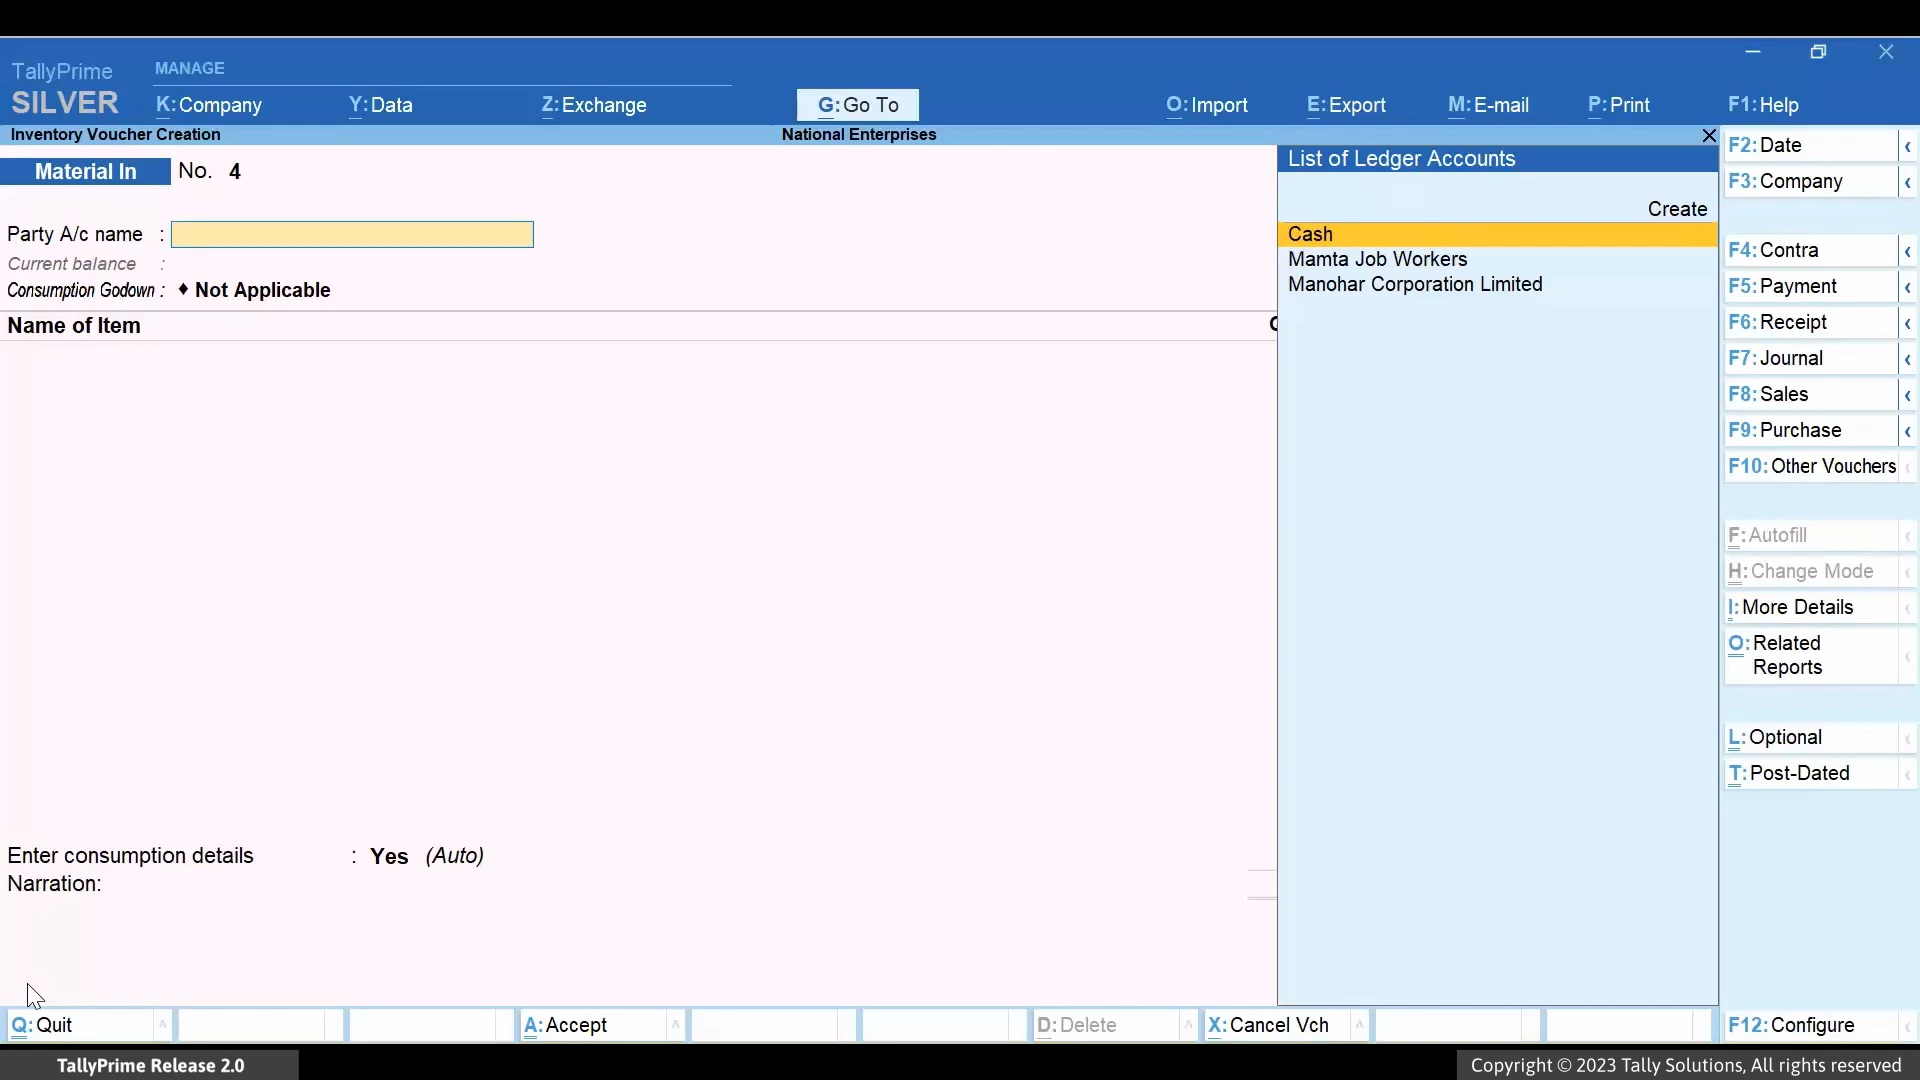 TallyPrime
SILVER
MANAGE
K:Company
Y:Data
Z:Exchange
G:Go To
O:Import
E:Export
M:E-mail
P:Print
F1:Help
Inventory Voucher Creation
National Enterprises
Material In No. 4
Party A/c name :
Current balance :
Consumption Godown : ♦ Not Applicable
Name of Item
Enter consumption details : Yes (Auto)
Narration:
List of Ledger Accounts
Create
Cash
Mamta Job Workers
Manohar Corporation Limited
F2:Date
F3:Company
F4:Contra
F5:Payment
F6:Receipt
F7:Journal
F8:Sales
F9:Purchase
F10:Other Vouchers
F:Autofill
H:Change Mode
I:More Details
O:Related
Reports
L:Optional
T:Post-Dated
Q:Quit
A:Accept
D:Delete
X:Cancel Vch
F12:Configure
TallyPrime Release 2.0
Copyright © 2023 Tally Solutions, All rights reserved